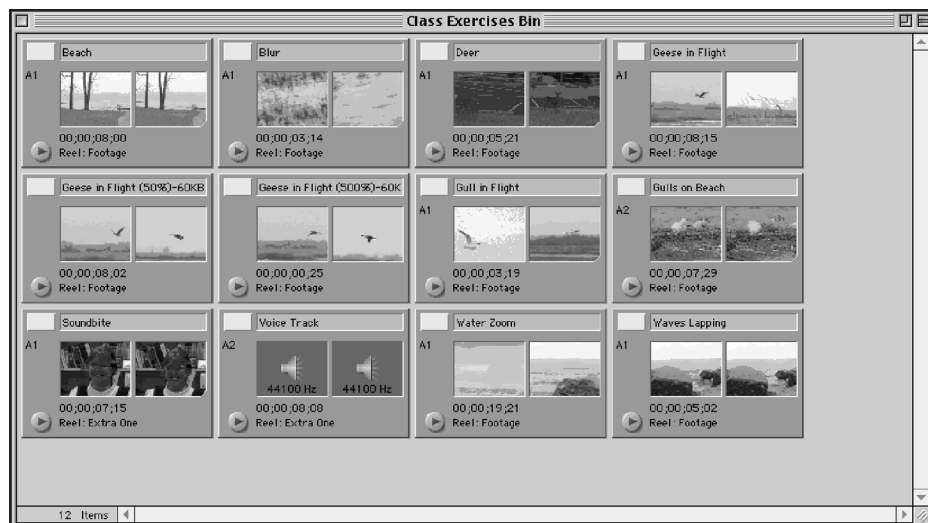 Class Exercises Bin
Beach
A1
00;00;08;00
Reel: Footage
Blur
A1
00;00;03;14
Reel: Footage
Deer
A1
00;00;05;21
Reel: Footage
Geese in Flight
A1
00;00;08;15
Reel: Footage
Geese in Flight (50%)-60KB
00;00;08;02
Reel: Footage
Geese in Flight (500%)-60K
00;00;00;25
Reel: Footage
Gull in Flight
A1
00;00;03;19
Reel: Footage
Gulls on Beach
A2
00;00;07;29
Reel: Footage
Soundbite
A1
00;00;07;15
Reel: Extra One
Voice Track
A2
44100 Hz 44100 Hz
00;00;08;08
Reel: Extra One
Water Zoom
A1
00;00;19;21
Reel: Footage
Waves Lapping
A1
00;00;05;02
Reel: Footage
12 Items